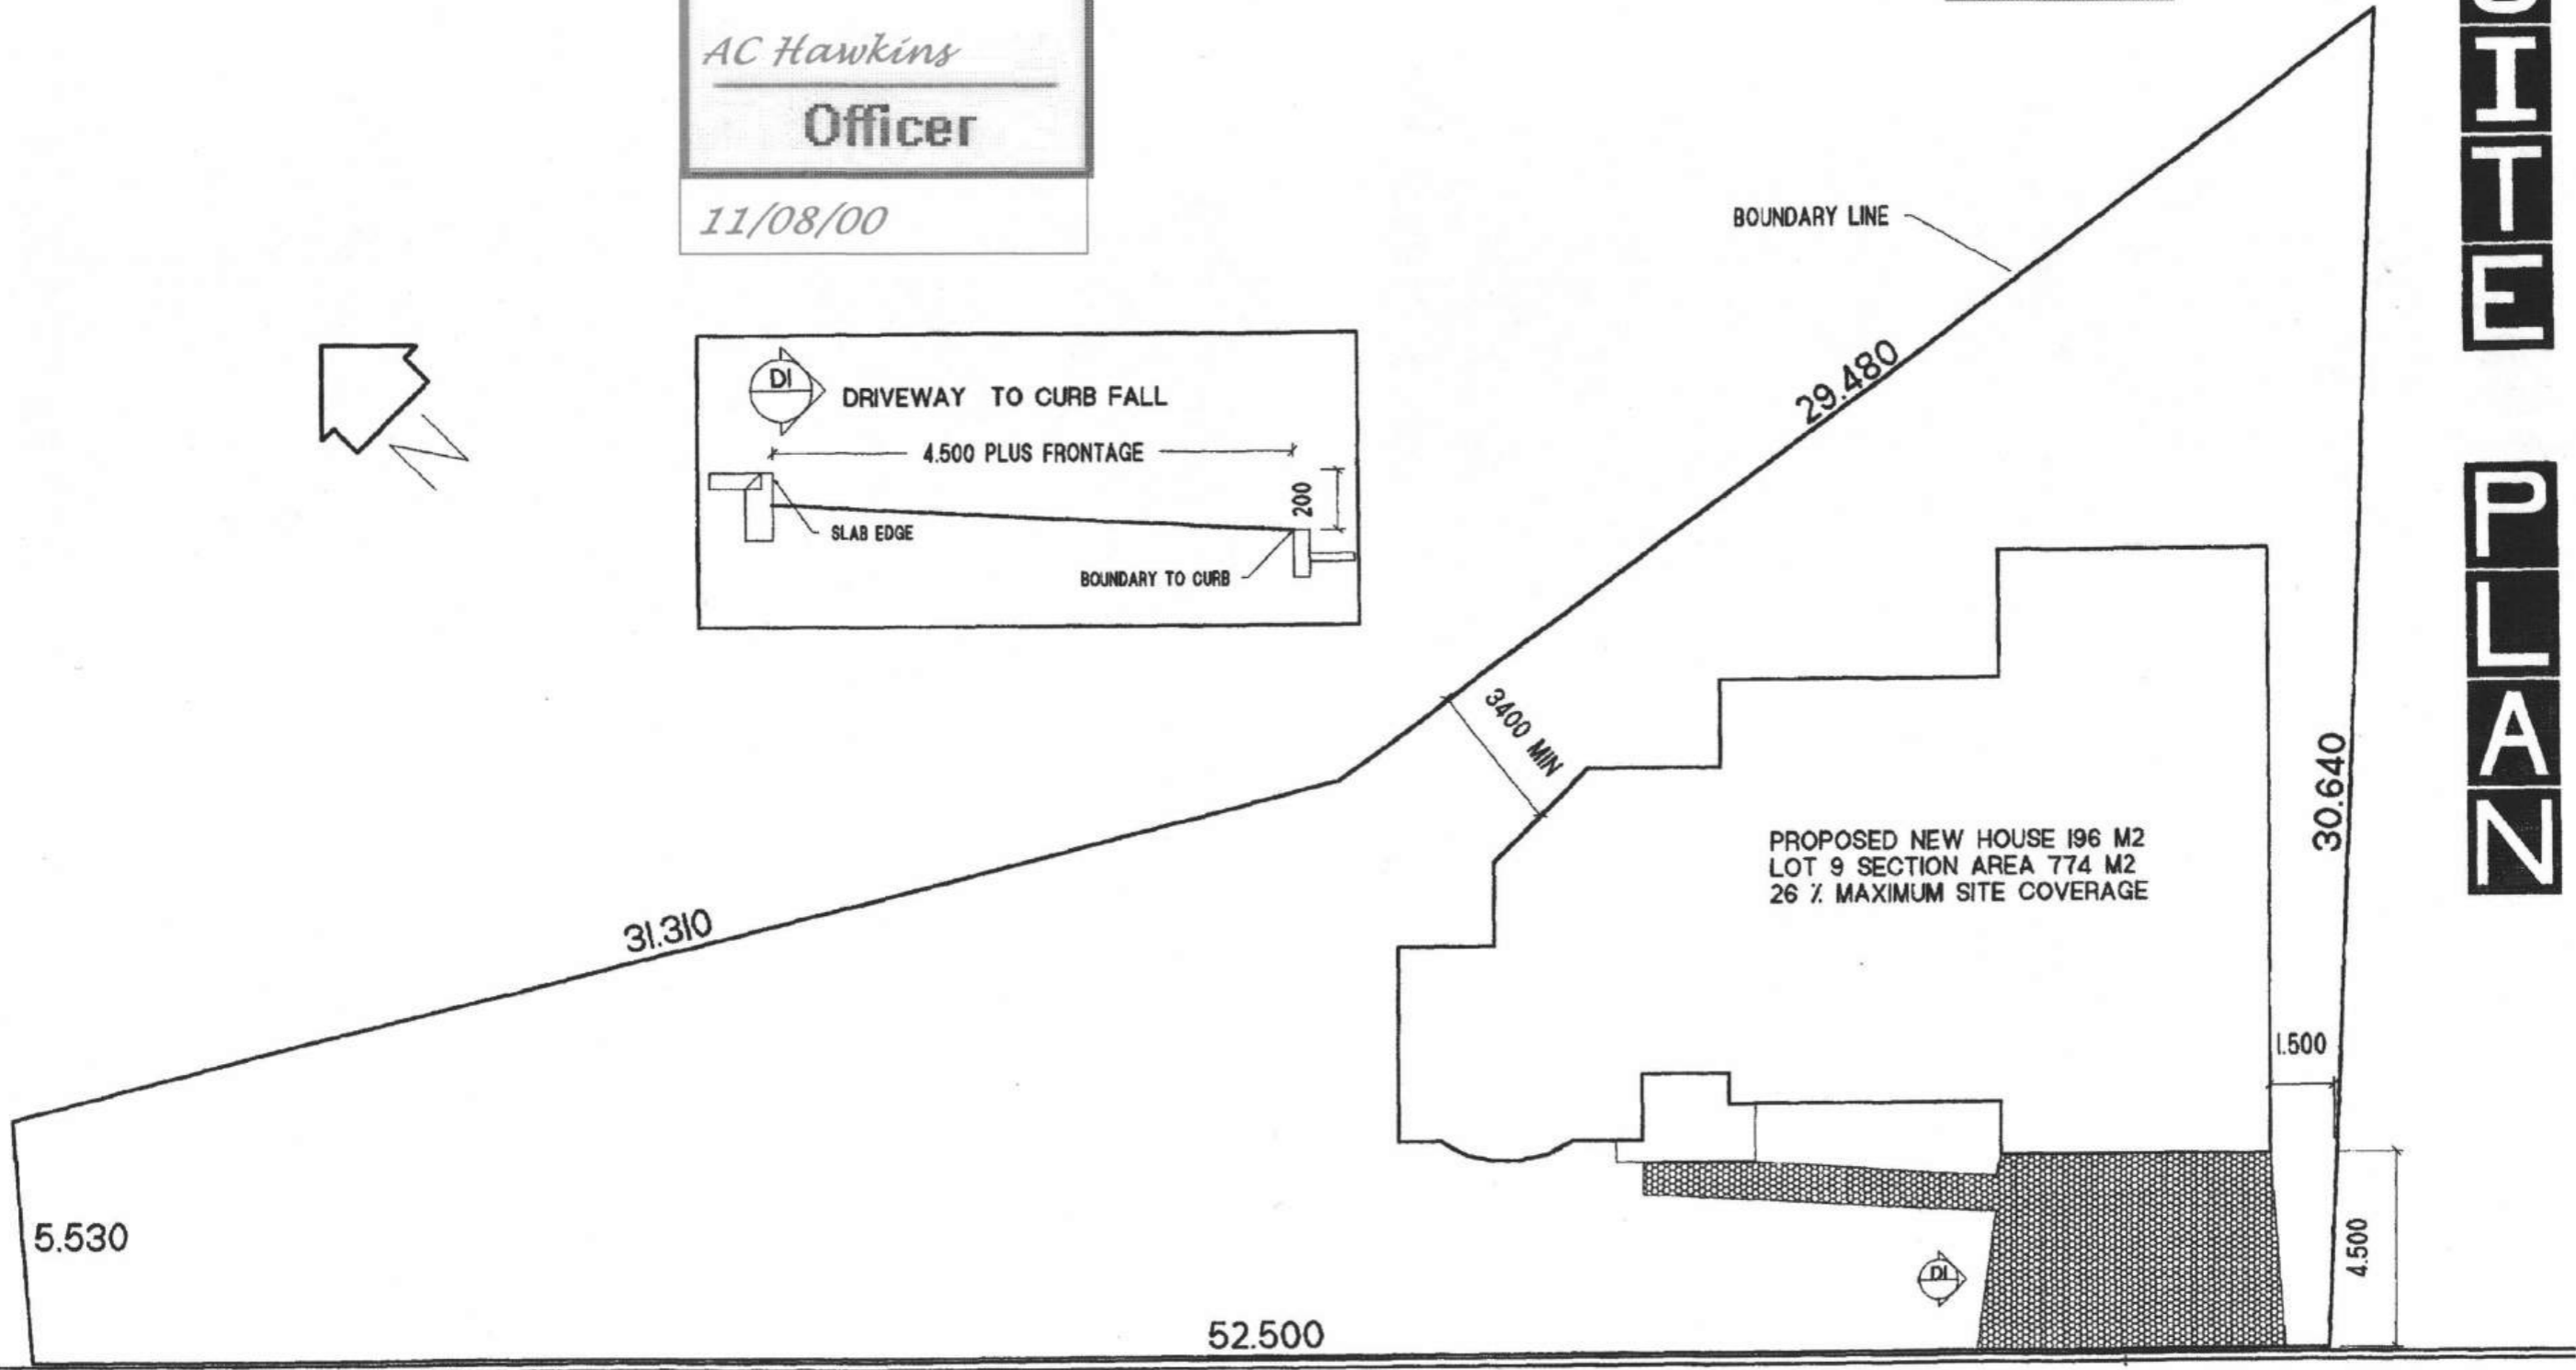 AC Hawkins
Officer
11/08/00
SITE PLAN
BOUNDARY LINE
29.480
DI
DRIVEWAY TO CURB FALL
4.500 PLUS FRONTAGE
200
SLAB EDGE
BOUNDARY TO CURB
N
3400 MIN
30.640
PROPOSED NEW HOUSE 196 M2
LOT 9 SECTION AREA 774 M2
26 % MAXIMUM SITE COVERAGE
31.310
1.500
5.530
4.500
DI
52.500